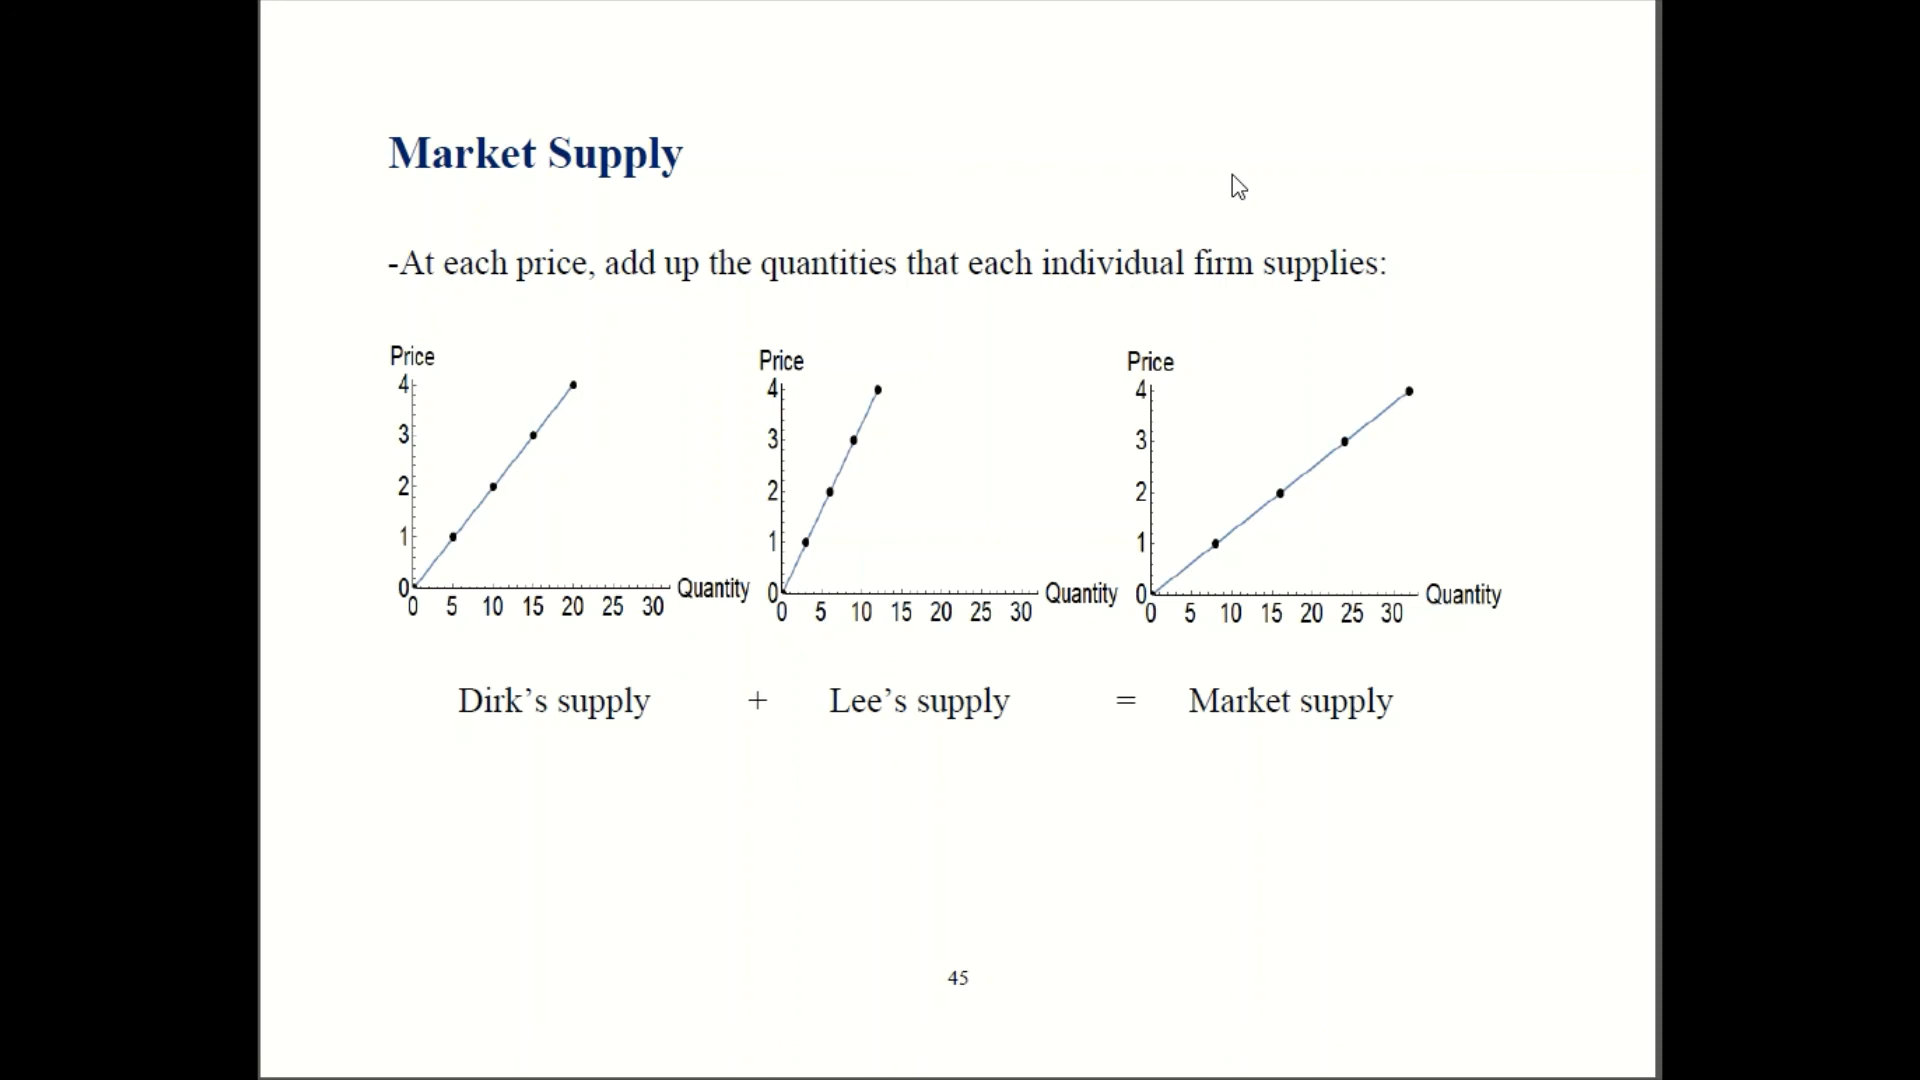 Market Supply
-At each price, add up the quantities that each individual firm supplies:
Price
4
3
2
1
0
0 5 10 15 20 25 30
Quantity
Price
4
3
2
1
0
0 5 10 15 20 25 30
Quantity
Price
4
3
2
1
0
0 5 10 15 20 25 30
Quantity
Dirk’s supply + Lee’s supply = Market supply
45